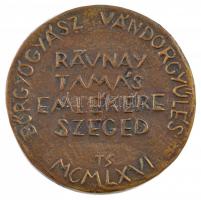 BŐRGYÓGYÁSZ VÁNDORGYŰLÉS
RÁVNAY
TAMÁS
EMLÉKÉRE
SZEGED
TS
MCMLXVI